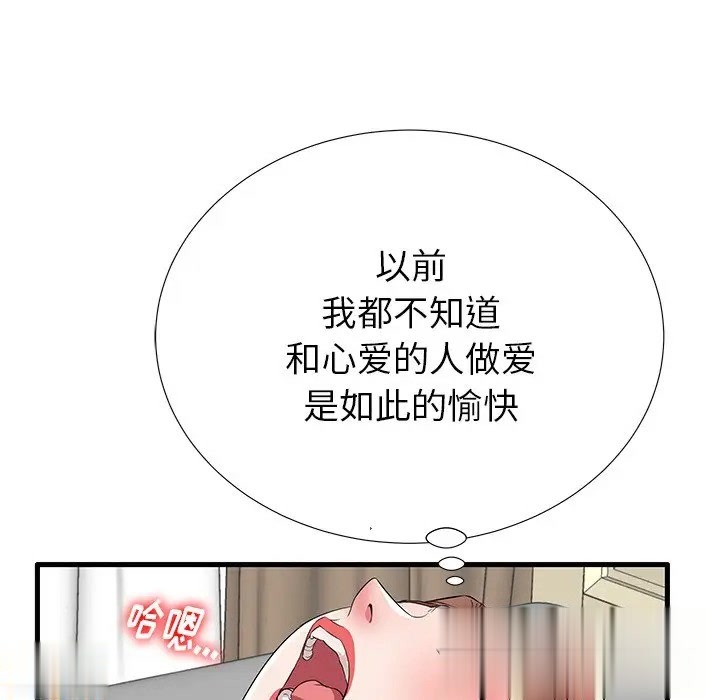 以前
我都不知道
和心爱的人做爱
是如此的愉快
哈嗯...